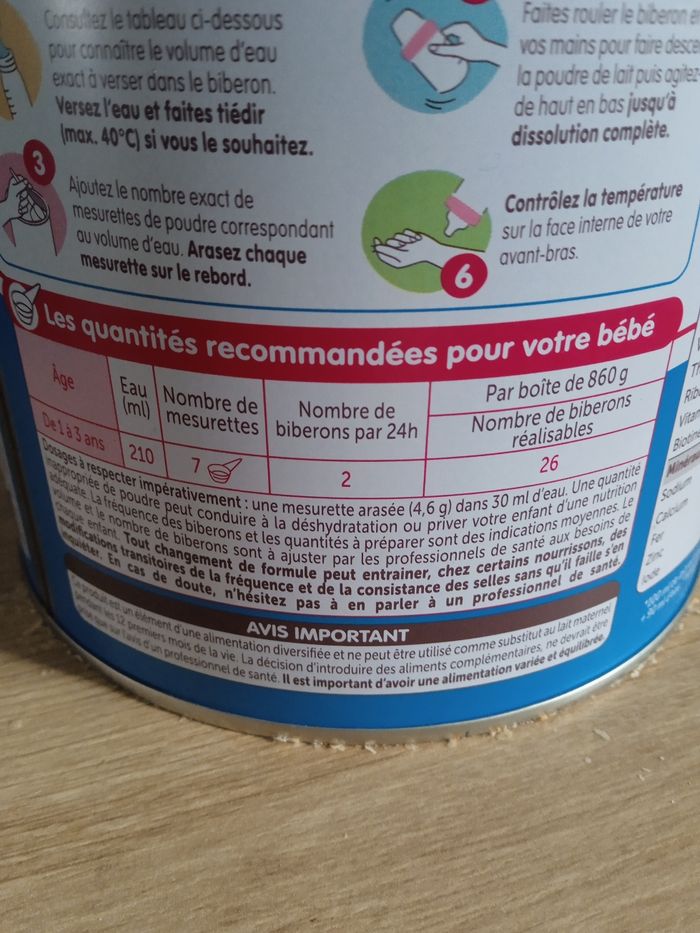 Consultez le tableau ci-dessous
pour connaître le volume d'eau
exact à verser dans le biberon.
Versez l'eau et faites tiédir
(max. 40°C) si vous le souhaitez.
Faites rouler le biberon
vos mains pour faire
la poudre de lait puis agitez-
de haut en bas jusqu'à
dissolution complète.
3
Ajoutez le nombre exact de
mesurettes de poudre correspondant
au volume d'eau. Arasez chaque
mesurette sur le rebord.
6
Contrôlez la température
sur la face interne de votre
avant-bras.
Les quantités recommandées pour votre bébé
Âge
Eau (ml)
Nombre de mesurettes
Nombre de biberons par 24h
Par boîte de 860 g
Nombre de biberons réalisables
De 1 à 3 ans
210
7
2
26
Dosages à respecter impérativement : une mesurette arasée (4,6 g) dans 30 ml d'eau. Une quantité
inappropriée de poudre peut conduire à la déshydratation ou priver votre enfant d'une nutrition
adéquate. La fréquence des biberons et les quantités à préparer sont des indications moyennes. Le
volume et le nombre de biberons sont à ajuster par les professionnels de santé aux besoins de
chaque enfant. Tout changement de formule peut entrainer, chez certains nourrissons, des
modifications transitoires de la fréquence et de la consistance des selles sans qu'il faille s'en
inquiéter. En cas de doute, n'hésitez pas à en parler à un professionnel de santé.
AVIS IMPORTANT
Ce produit est un élément d'une alimentation diversifiée et ne peut être utilisé comme substitut au lait maternel
pendant les 12 premiers mois de la vie. La décision d'introduire des aliments complémentaires, ne devrait être
prise que sur l'avis d'un professionnel de santé. Il est important d'avoir une alimentation variée et équilibrée.
Biotine
Minéraux
Sodium
Calcium
Fer
Zinc
Iode